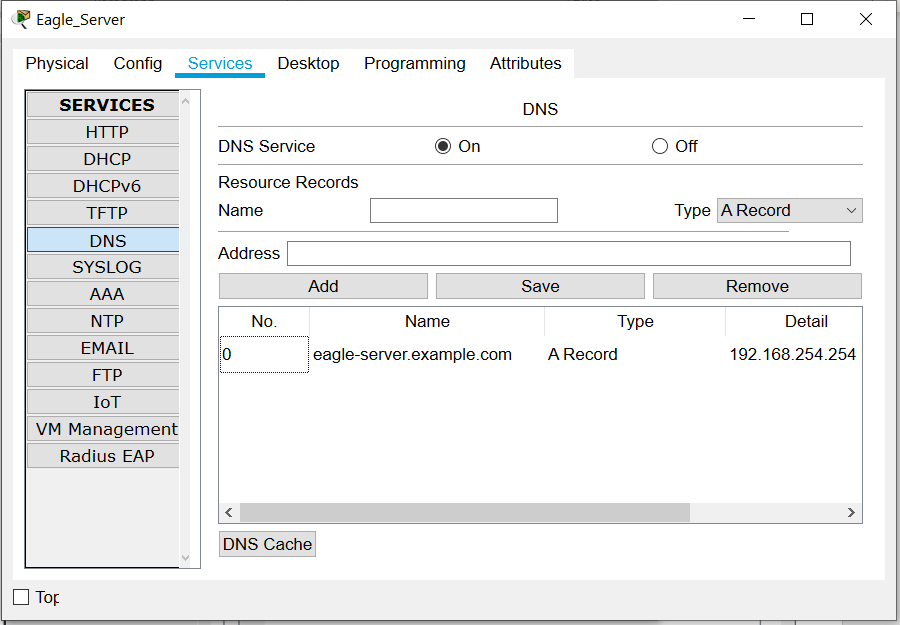 Eagle_Server
Physical Config Services Desktop Programming Attributes
SERVICES
HTTP
DHCP
DHCPv6
TFTP
DNS
SYSLOG
AAA
NTP
EMAIL
FTP
IoT
VM Management
Radius EAP
DNS
DNS Service On Off
Resource Records
Name Type A Record
Address
Add Save Remove
No. Name Type Detail
0 eagle-server.example.com A Record 192.168.254.254
DNS Cache
Top